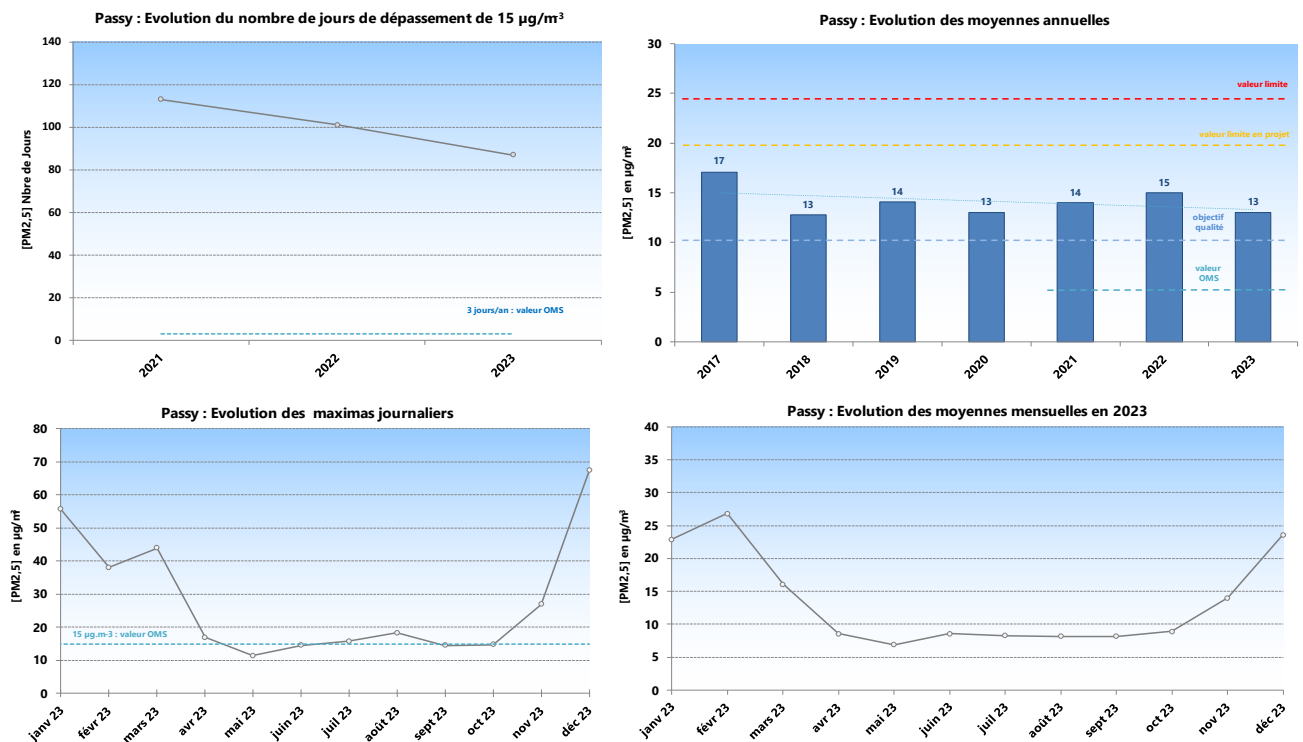 Passy : Evolution du nombre de jours de dépassement de 15 µg/m³
[PM2,5] Nbre de Jours
140
120
100
80
60
40
20
0
3 jours/an : valeur OMS
2021
2022
2023
Passy : Evolution des moyennes annuelles
[PM2,5] en µg/m³
30
25
20
15
10
5
0
valeur limite
valeur limite en projet
17
13
14
13
14
15
13
objectif
qualité
valeur
OMS
2017
2018
2019
2020
2021
2022
2023
Passy : Evolution des maximas journaliers
[PM2,5] en µg/m³
80
70
60
50
40
30
20
10
0
15 µg.m-3 : valeur OMS
janv 23
févr 23
mars 23
avr 23
mai 23
juin 23
juil 23
août 23
sept 23
oct 23
nov 23
déc 23
Passy : Evolution des moyennes mensuelles en 2023
[PM2,5] en µg/m³
40
35
30
25
20
15
10
5
0
janv 23
févr 23
mars 23
avr 23
mai 23
juin 23
juil 23
août 23
sept 23
oct 23
nov 23
déc 23